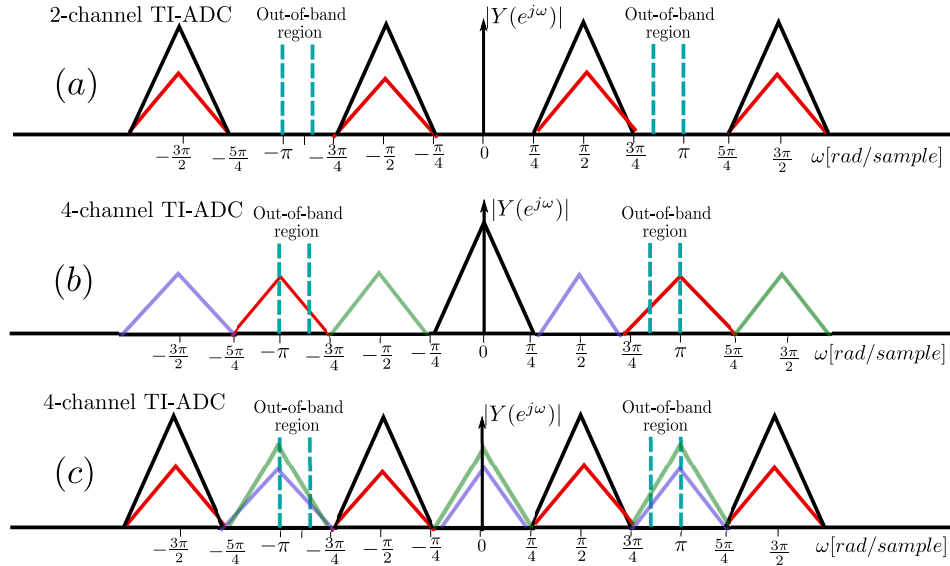 2-channel TI-ADC
Out-of-band
region
|Y(e^{jω})|
Out-of-band
region
(a)
−3π/2 −5π/4 −π −3π/4 −π/2 −π/4 0 π/4 π/2 3π/4 π 5π/4 3π/2 ω[rad/sample]
4-channel TI-ADC
Out-of-band
region
|Y(e^{jω})|
Out-of-band
region
(b)
−3π/2 −5π/4 −π −3π/4 −π/2 −π/4 0 π/4 π/2 3π/4 π 5π/4 3π/2 ω[rad/sample]
4-channel TI-ADC
Out-of-band
region
|Y(e^{jω})|
Out-of-band
region
(c)
−3π/2 −5π/4 −π −3π/4 −π/2 −π/4 0 π/4 π/2 3π/4 π 5π/4 3π/2 ω[rad/sample]